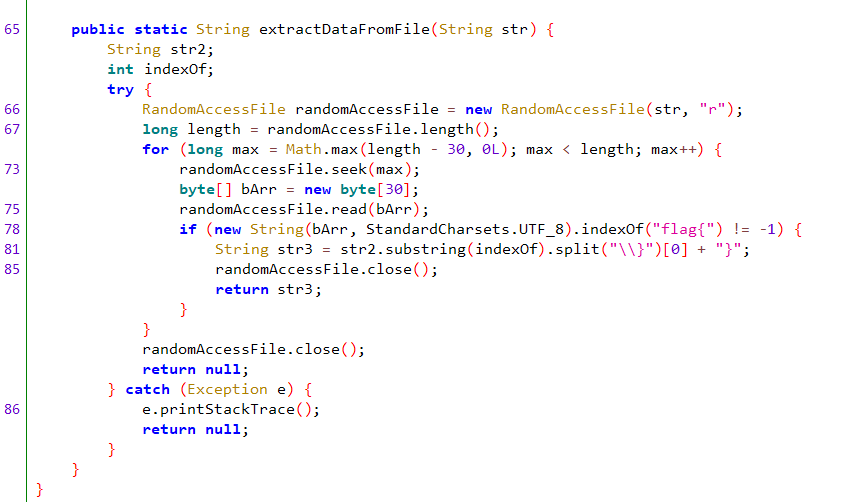 65 public static String extractDataFromFile(String str) {
String str2;
int indexOf;
try {
66 RandomAccessFile randomAccessFile = new RandomAccessFile(str, "r");
67 long length = randomAccessFile.length();
for (long max = Math.max(length - 30, 0L); max < length; max++) {
73 randomAccessFile.seek(max);
byte[] bArr = new byte[30];
75 randomAccessFile.read(bArr);
78 if (new String(bArr, StandardCharsets.UTF_8).indexOf("flag{") != -1) {
81 String str3 = str2.substring(indexOf).split("\\}")[0] + "}";
85 randomAccessFile.close();
return str3;
}
}
randomAccessFile.close();
return null;
} catch (Exception e) {
86 e.printStackTrace();
return null;
}
}
}